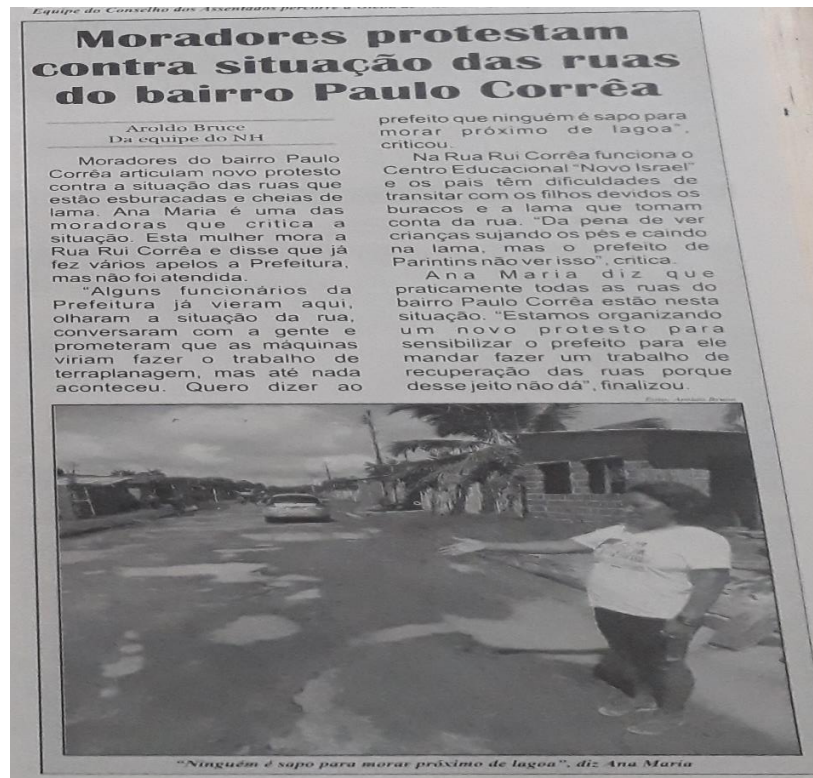 Equipe do Conselho dos Assentados
Moradores protestam
contra situação das ruas
do bairro Paulo Corrêa
Aroldo Bruce
Da equipe do NH
Moradores do bairro Paulo
Corrêa articulam novo protesto
contra a situação das ruas que
estão esburacadas e cheias de
lama. Ana Maria é uma das
moradoras que critica a
situação. Esta mulher mora a
Rua Rui Corrêa e disse que já
fez vários apelos a Prefeitura,
mas não foi atendida.
“Alguns funcionários da
Prefeitura já vieram aqui,
olharam a situação da rua,
conversaram com a gente e
prometeram que as máquinas
viriam fazer o trabalho de
terraplanagem, mas até nada
aconteceu. Quero dizer ao
prefeito que ninguém é sapo para
morar próximo de lagoa”,
criticou.
Na Rua Rui Corrêa funciona o
Centro Educacional “Novo Israel”
e os pais têm dificuldades de
transitar com os filhos devidos os
buracos e a lama que tomam
conta da rua. “Da pena de ver
crianças sujando os pés e caindo
na lama, mas o prefeito de
Parintins não ver isso”, critica.
Ana Maria diz que
praticamente todas as ruas do
bairro Paulo Corrêa estão nesta
situação. “Estamos organizando
um novo protesto para
sensibilizar o prefeito para ele
mandar fazer um trabalho de
recuperação das ruas porque
desse jeito não dá”, finalizou.
“Ninguém é sapo para morar próximo de lagoa”, diz Ana Maria